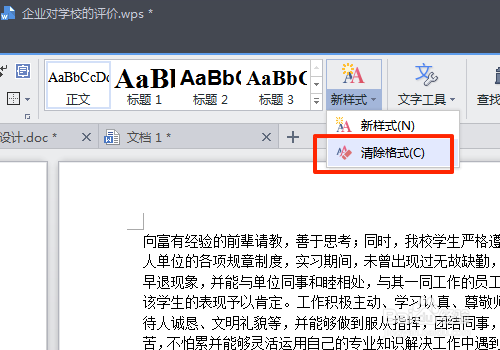 企业对学校的评价.wps *
AaBbCcDd AaBb AaBbC AaBbC
正文 标题 1 标题 2 标题 3 新样式 文字工具 查找
新样式(N)
设计.doc * 文档 1 *
清除格式(C)
向富有经验的前辈请教，善于思考；同时，我校学生严格遵
人单位的各项规章制度，实习期间，未曾出现过无故缺勤，
早退现象，并能与单位同事和睦相处，与其一同工作的员工
该学生的表现予以肯定。工作积极主动、学习认真、尊敬师
待人诚恳、文明礼貌等，并能够做到服从指挥，团结同事，
苦，不怕累并能够灵活运用自己的专业知识解决工作中遇到